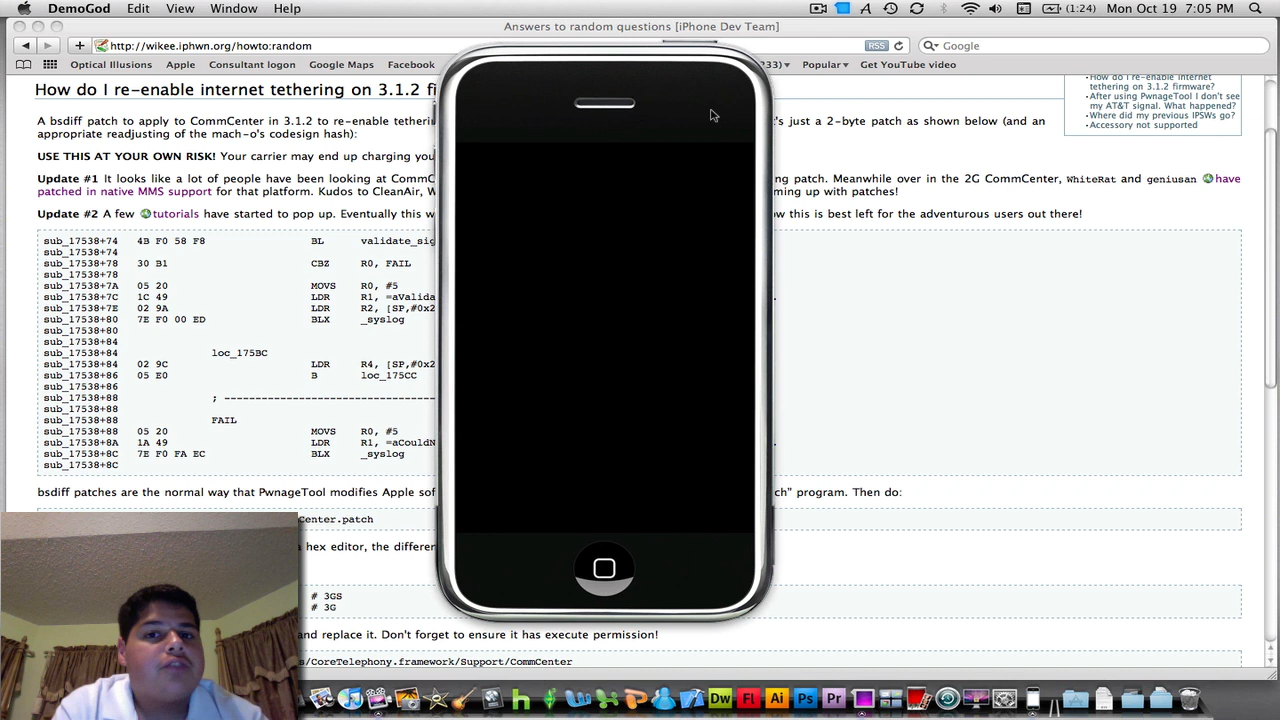 DemoGod Edit View Window Help (1:24) Mon Oct 19 7:05 PM
Answers to random questions [iPhone Dev Team]
http://wikee.iphwn.org/howto:random RSS Google
Optical Illusions Apple Consultant logon Google Maps Facebook 233) Popular Get YouTube video
How do I re-enable internet tethering on 3.1.2 fi
•How do I re-enable internet
tethering on 3.1.2 firmware?
•After using PwnageTool I don't see
my AT&T signal. What happened?
•Where did my previous IPSWs go?
•Accessory not supported
A bsdiff patch to apply to CommCenter in 3.1.2 to re-enable tetheri 's just a 2-byte patch as shown below (and an
appropriate readjusting of the mach-o's codesign hash):
USE THIS AT YOUR OWN RISK! Your carrier may end up charging you
Update #1 It looks like a lot of people have been looking at CommC ng patch. Meanwhile over in the 2G CommCenter, WhiteRat and geniusan have
patched in native MMS support for that platform. Kudos to CleanAir, W ming up with patches!
Update #2 A few tutorials have started to pop up. Eventually this w ow this is best left for the adventurous users out there!
sub_17538+74 4B F0 58 F8 BL validate_sig
sub_17538+74
sub_17538+78 30 B1 CBZ R0, FAIL
sub_17538+78
sub_17538+7A 05 20 MOVS R0, #5
sub_17538+7C 1C 49 LDR R1, =aValida
sub_17538+7E 02 9A LDR R2, [SP,#0x2
sub_17538+80 7E F0 00 ED BLX _syslog
sub_17538+80
sub_17538+84
sub_17538+84 loc_175BC
sub_17538+84 02 9C LDR R4, [SP,#0x2
sub_17538+86 05 E0 B loc_175CC
sub_17538+86
sub_17538+88 ; ---------------------------------
sub_17538+88
sub_17538+88 FAIL
sub_17538+88 05 20 MOVS R0, #5
sub_17538+8A 1A 49 LDR R1, =aCouldN
sub_17538+8C 7E F0 FA EC BLX _syslog
sub_17538+8C
bsdiff patches are the normal way that PwnageTool modifies Apple sof ch" program. Then do:
Center.patch
a hex editor, the differe
# 3GS
# 3G
and replace it. Don't forget to ensure it has execute permission!
s/CoreTelephony.framework/Support/CommCenter
Dw Fl Ai Ps Pr